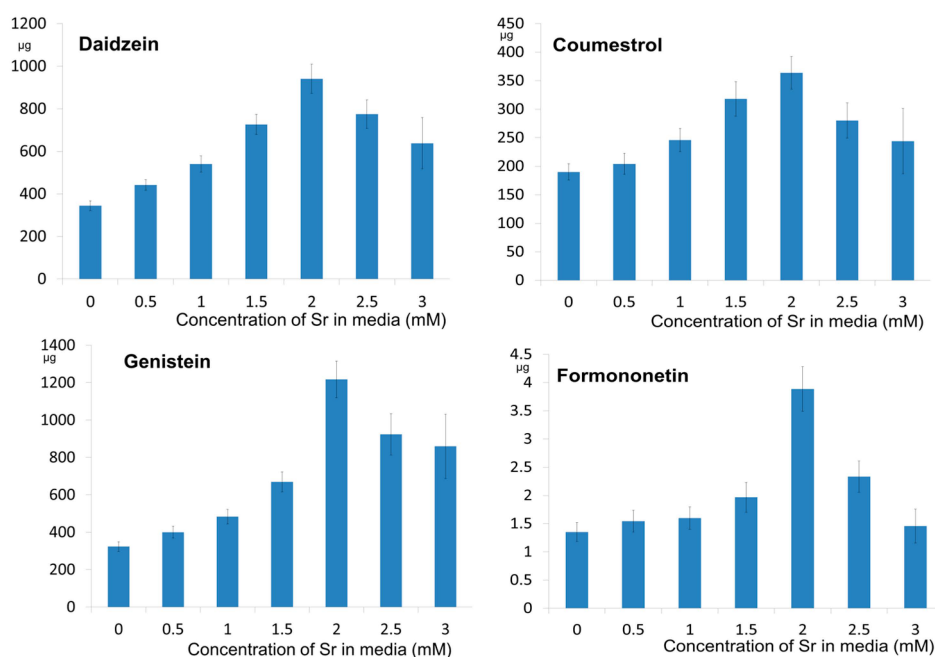 Daidzein
µg
1200
1000
800
600
400
200
0
0 0.5 1 1.5 2 2.5 3
Concentration of Sr in media (mM)
Coumestrol
µg
450
400
350
300
250
200
150
100
50
0
0 0.5 1 1.5 2 2.5 3
Concentration of Sr in media (mM)
Genistein
µg
1400
1200
1000
800
600
400
200
0
0 0.5 1 1.5 2 2.5 3
Concentration of Sr in media (mM)
Formononetin
µg
4.5
4
3.5
3
2.5
2
1.5
1
0.5
0
0 0.5 1 1.5 2 2.5 3
Concentration of Sr in media (mM)